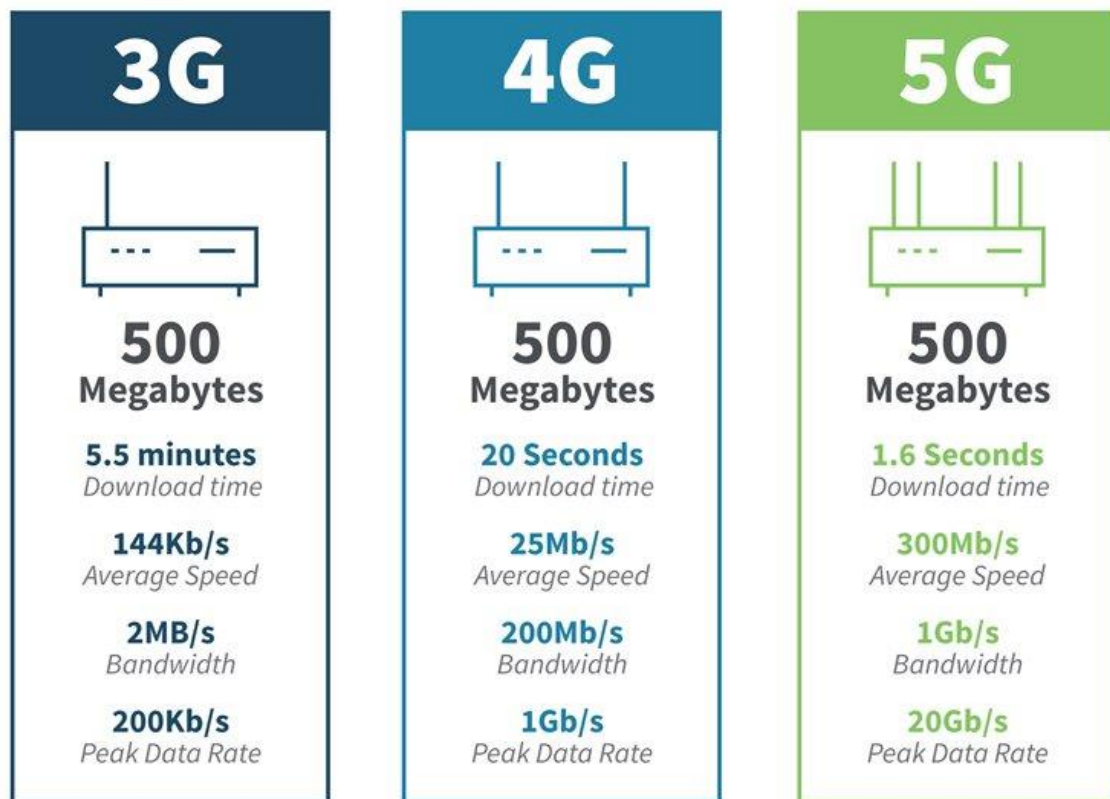 3G
500
Megabytes
5.5 minutes
Download time
144Kb/s
Average Speed
2MB/s
Bandwidth
200Kb/s
Peak Data Rate
4G
500
Megabytes
20 Seconds
Download time
25Mb/s
Average Speed
200Mb/s
Bandwidth
1Gb/s
Peak Data Rate
5G
500
Megabytes
1.6 Seconds
Download time
300Mb/s
Average Speed
1Gb/s
Bandwidth
20Gb/s
Peak Data Rate